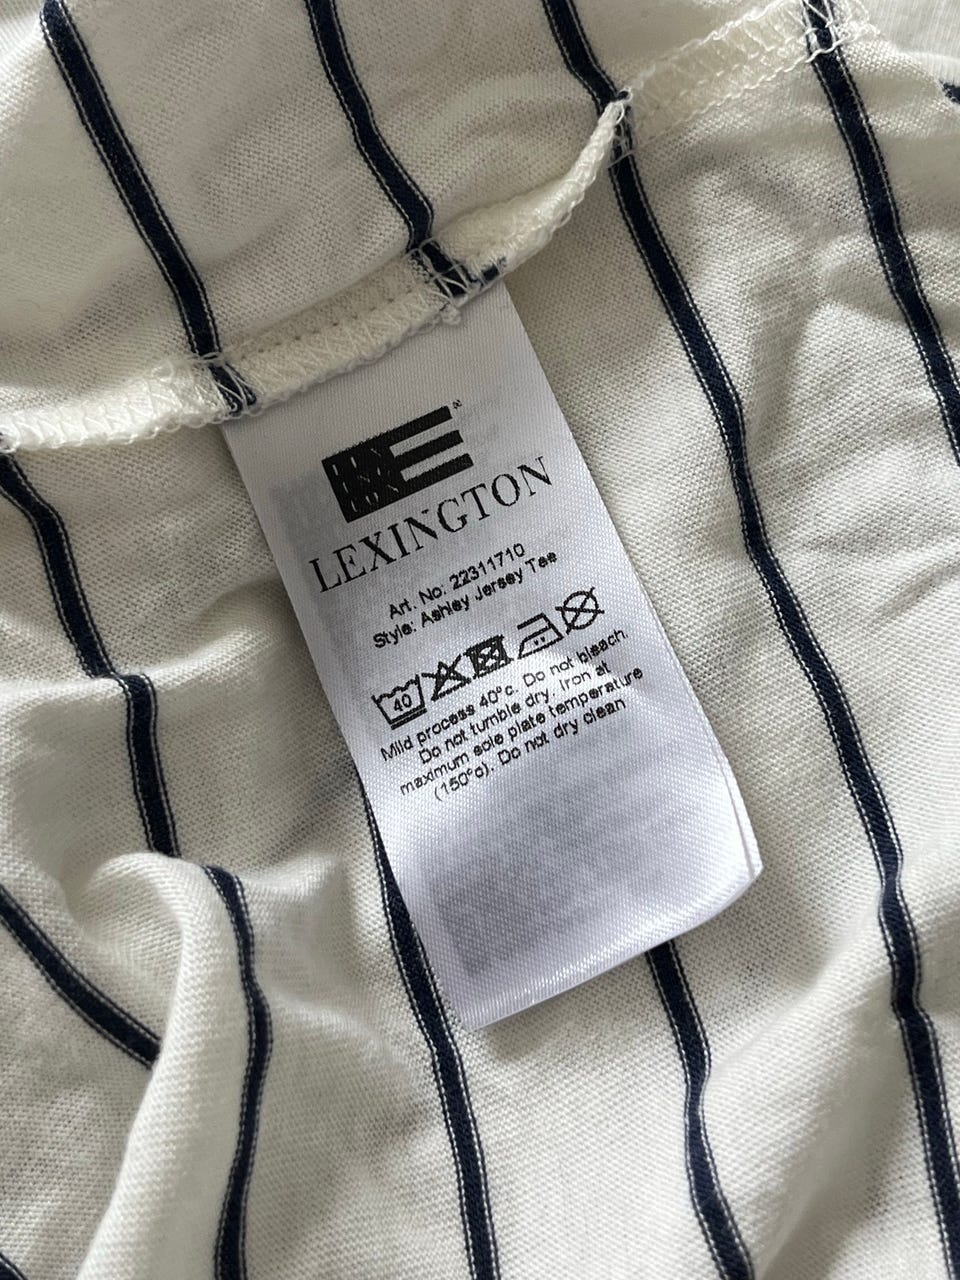 LEXINGTON
Art. No: 22311710
Style: Ashley Jersey Tee
40
Mild process 40°c. Do not bleach.
Do not tumble dry. Iron at
maximum sole plate temperature
(150°c). Do not dry clean